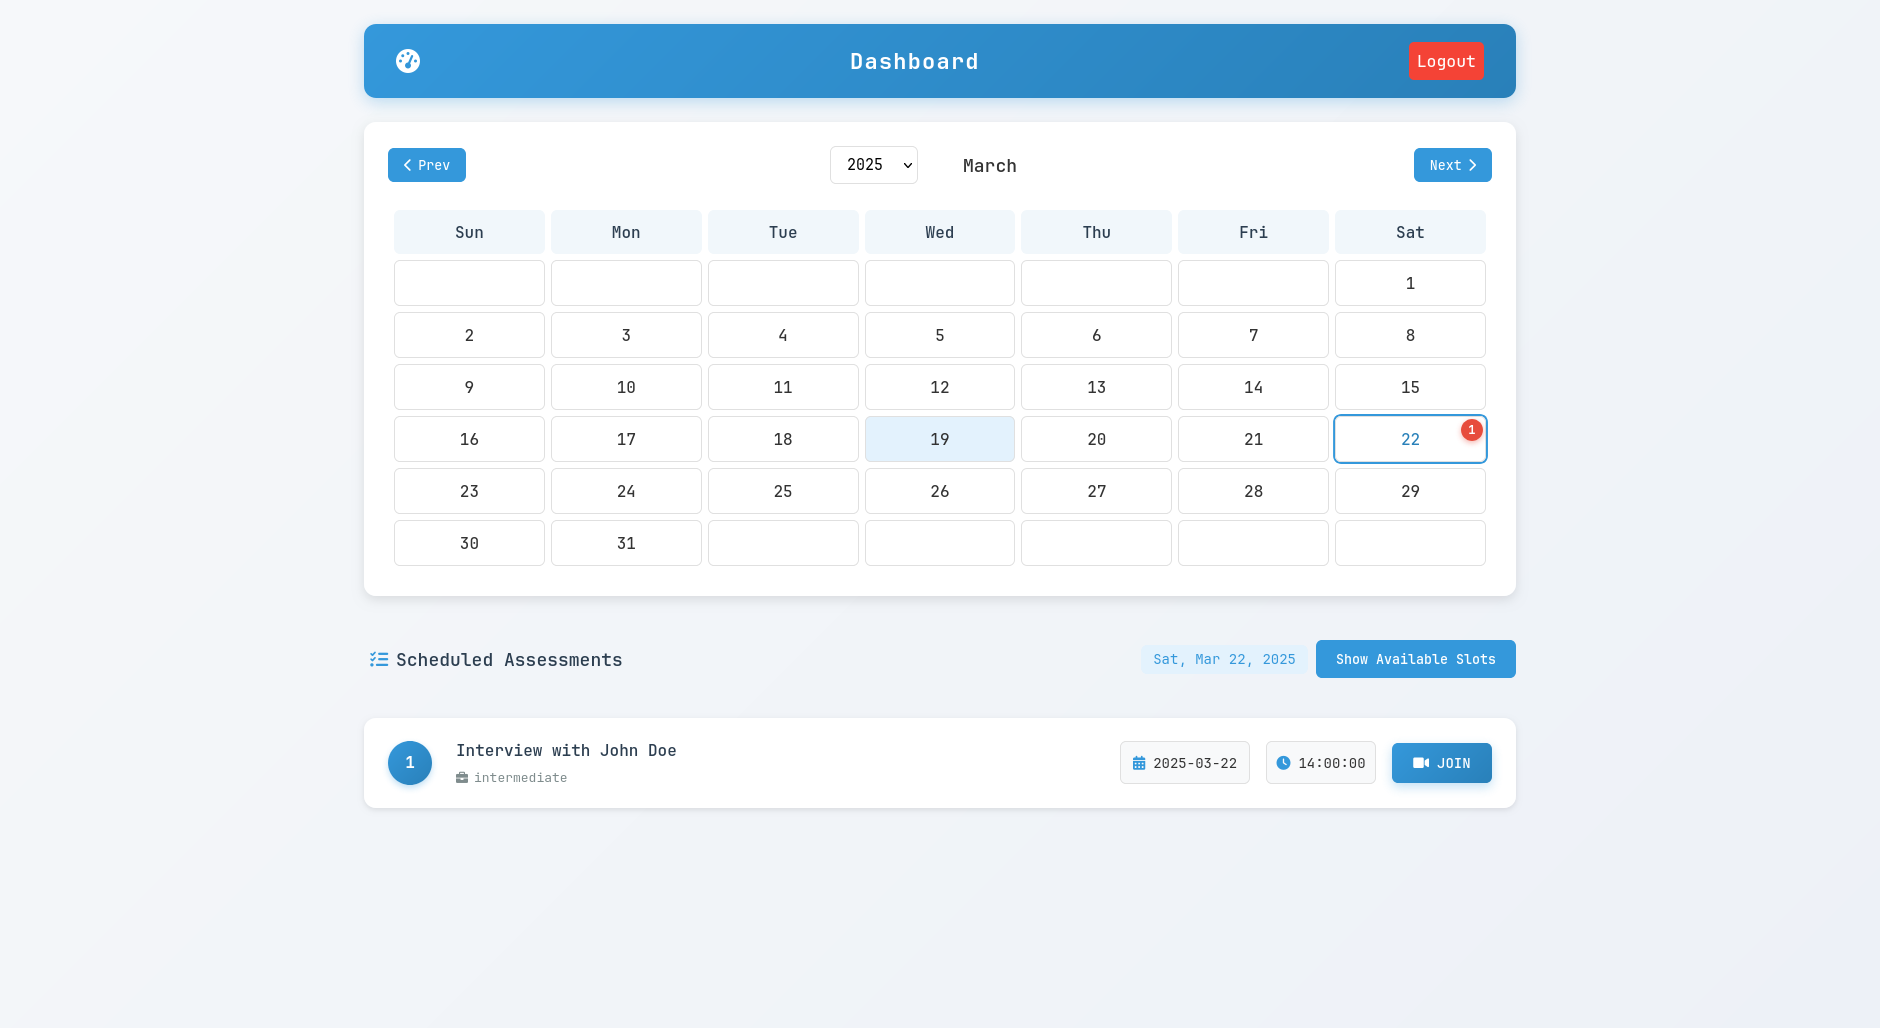 Dashboard
Logout
Prev
2025
March
Next
Sun Mon Tue Wed Thu Fri Sat
1
2 3 4 5 6 7 8
9 10 11 12 13 14 15
16 17 18 19 20 21 22 1
23 24 25 26 27 28 29
30 31
Scheduled Assessments
Sat, Mar 22, 2025
Show Available Slots
1
Interview with John Doe
intermediate
2025-03-22
14:00:00
JOIN